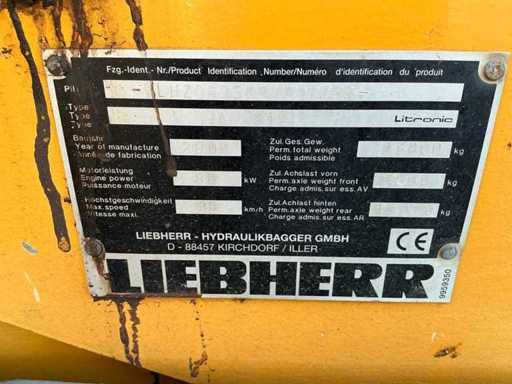 Fzg.-Ident.- Nr./Product Identification Number/Numéro d'identification du produit
Type Litronic
Type
Baujahr Zul. Ges. Gew.
Year of manufacture Perm. total weight kg
Année de fabrication Poids admissible
Motorleistung Zul. Achslast vorn
Engine power kW Perm. axle weight front kg
Puissance moteur Charge admis. sur ess. AV
Höchstgeschwindigkeit Zul. Achslast hinten
Max. speed km/h Perm. axle weight rear kg
Vitesse maxi. Charge admis. sur ess. AR
LIEBHERR - HYDRAULIKBAGGER GMBH
D - 88457 KIRCHDORF / ILLER
CE
LIEBHERR
9959350